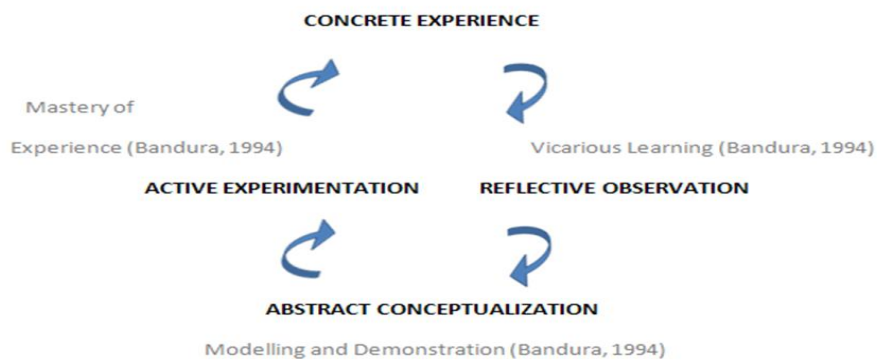 CONCRETE EXPERIENCE
Mastery of
Experience (Bandura, 1994)
Vicarious Learning (Bandura, 1994)
ACTIVE EXPERIMENTATION
REFLECTIVE OBSERVATION
ABSTRACT CONCEPTUALIZATION
Modelling and Demonstration (Bandura, 1994)